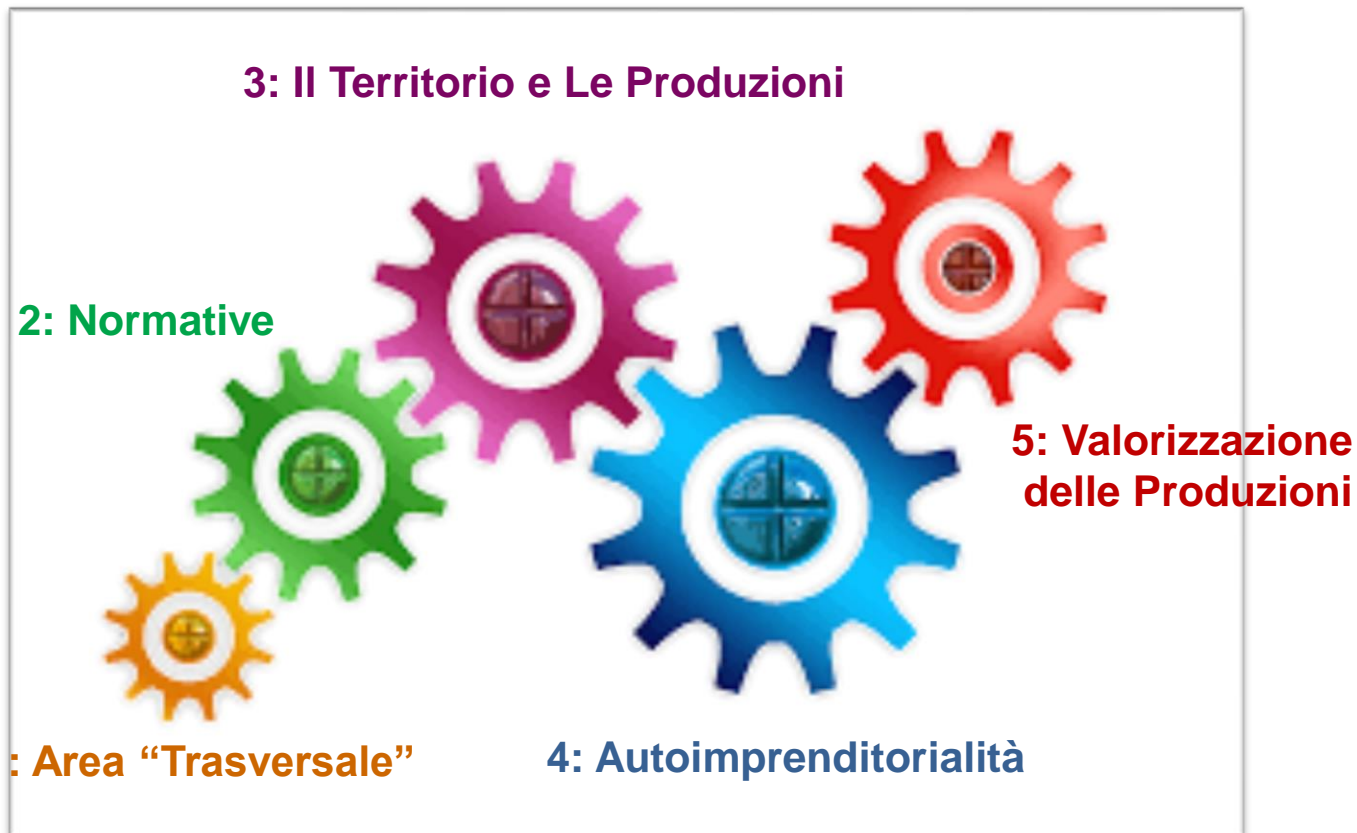 3: Il Territorio e Le Produzioni
2: Normative
5: Valorizzazione
delle Produzioni
: Area “Trasversale”
4: Autoimprenditorialità